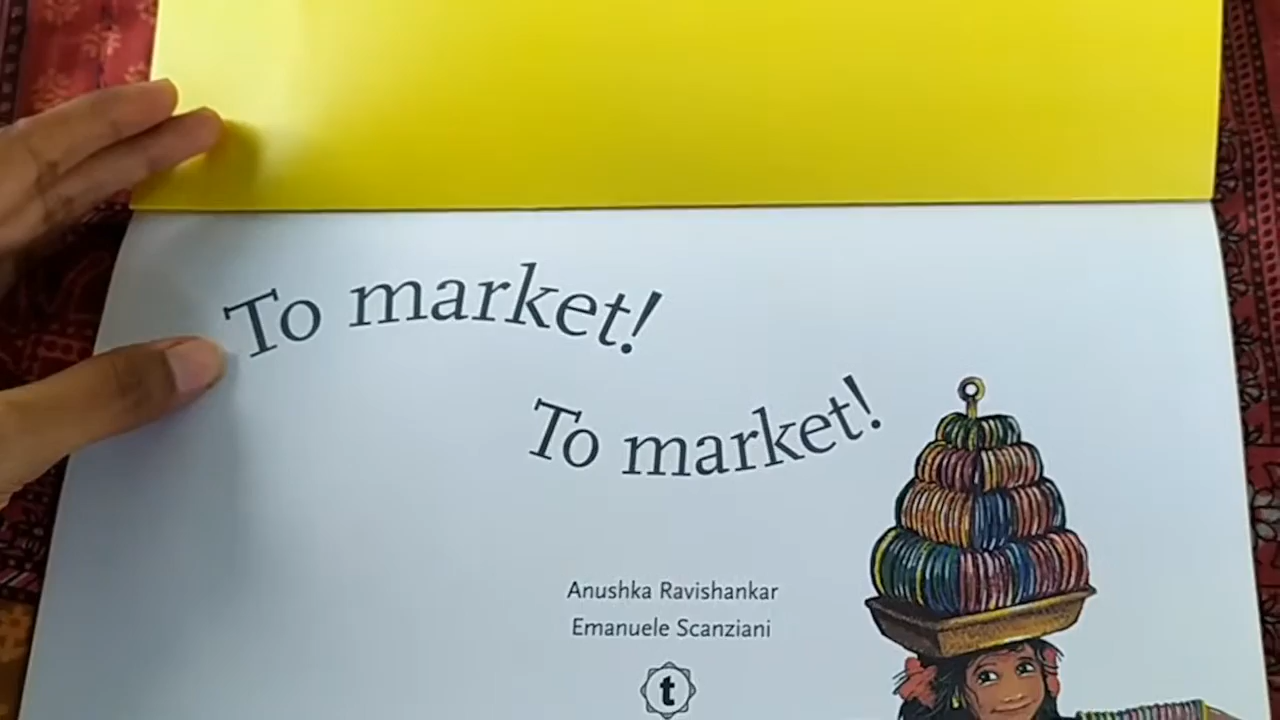 To market!
To market!
Anushka Ravishankar
Emanuele Scanziani
t